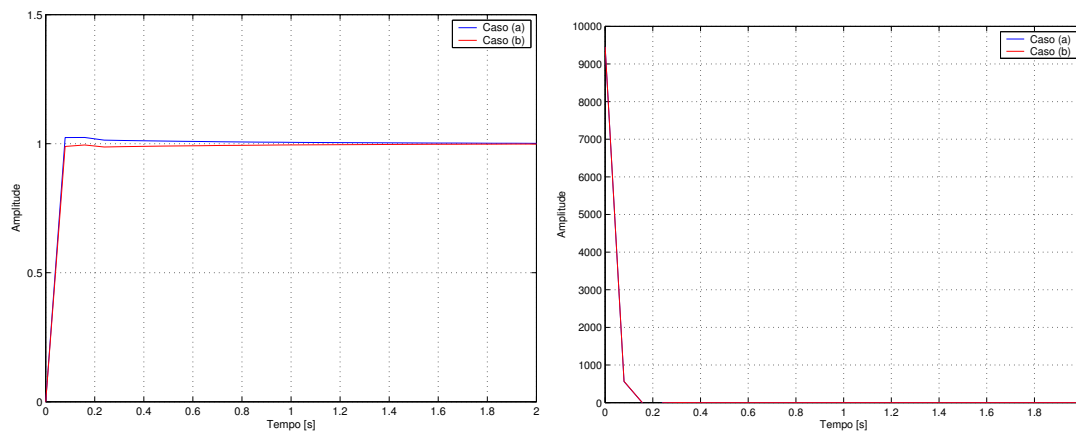 1.5
1
0.5
0
Amplitude
Caso (a)
Caso (b)
0 0.2 0.4 0.6 0.8 1 1.2 1.4 1.6 1.8 2
Tempo [s]
10000
9000
8000
7000
6000
5000
4000
3000
2000
1000
0
Amplitude
Caso (a)
Caso (b)
0 0.2 0.4 0.6 0.8 1 1.2 1.4 1.6 1.8
Tempo [s]